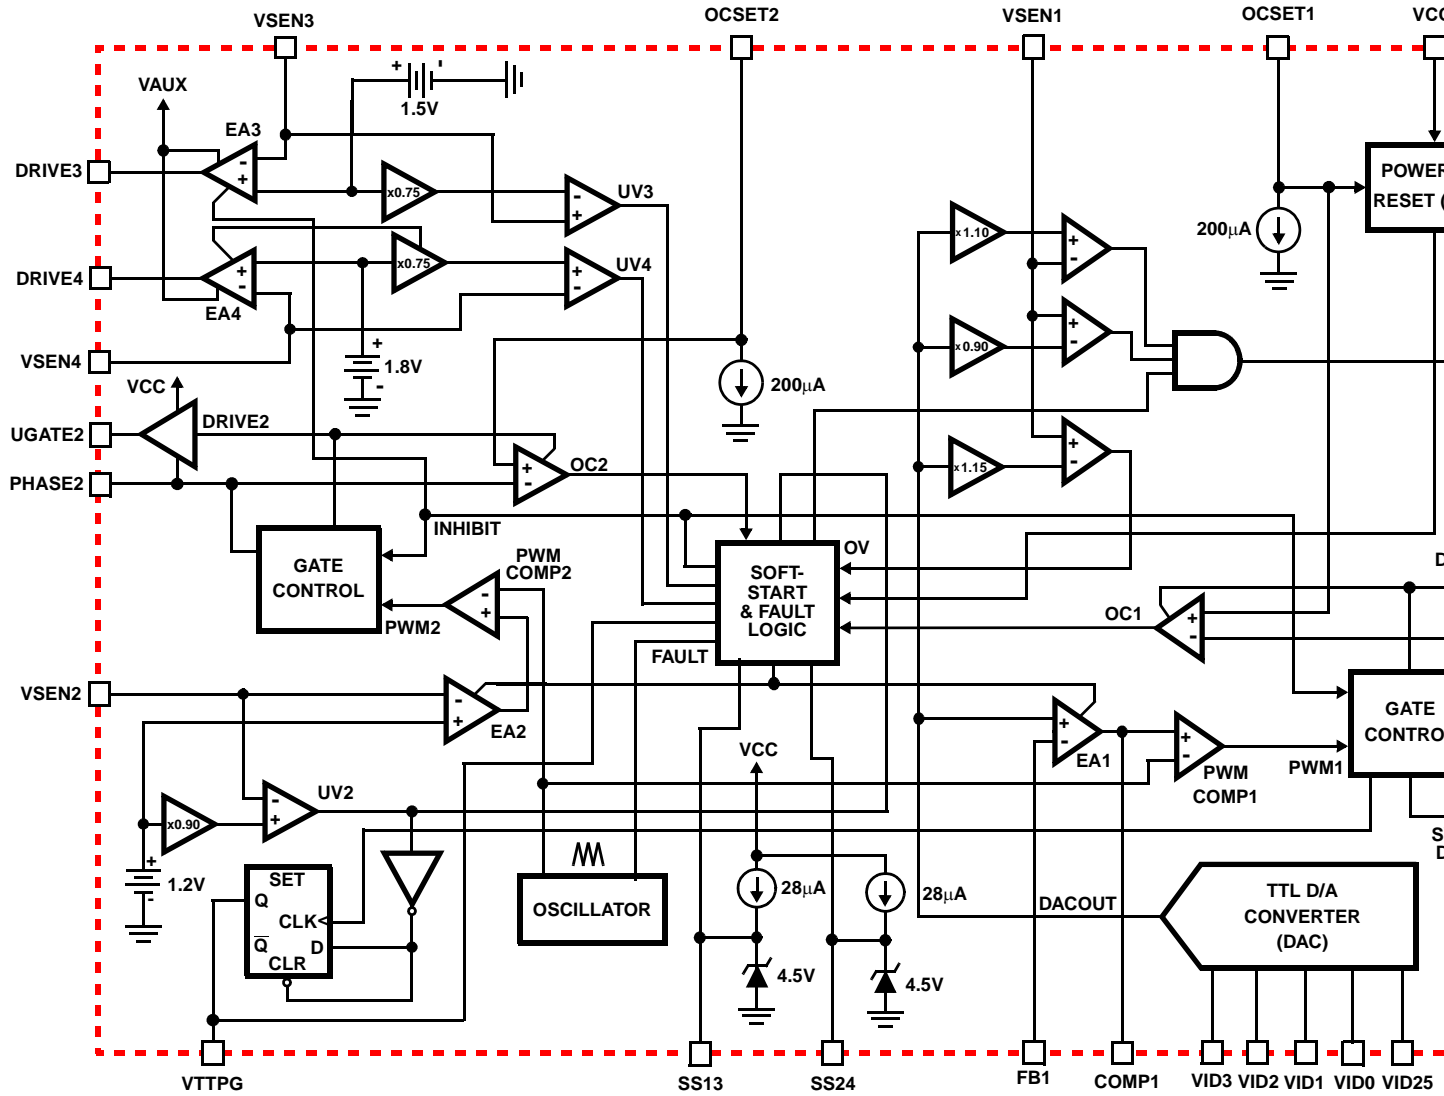 VSEN3
OCSET2
VSEN1
OCSET1
VCC
VAUX
+
-
1.5V
EA3
DRIVE3
-
+
x0.75
-
+
UV3
POWER
RESET (
200µA
x1.10
+
-
DRIVE4
+
-
EA4
x0.75
+
-
UV4
x0.90
+
-
VSEN4
+
1.8V
-
200µA
VCC
DRIVE2
UGATE2
PHASE2
+
-
OC2
x1.15
+
-
INHIBIT
GATE
CONTROL
PWM
COMP2
-
+
PWM2
SOFT-
START
& FAULT
LOGIC
OV
FAULT
OC1
+
-
D
VSEN2
-
+
EA2
+
-
EA1
+
-
PWM
COMP1
PWM1
GATE
CONTRO
VCC
x0.90
-
+
UV2
S
D
+
1.2V
-
SET
Q
CLK<
Q
D
CLR
OSCILLATOR
28µA
28µA
4.5V
4.5V
DACOUT
TTL D/A
CONVERTER
(DAC)
VTTPG
SS13
SS24
FB1
COMP1
VID3
VID2
VID1
VID0
VID25